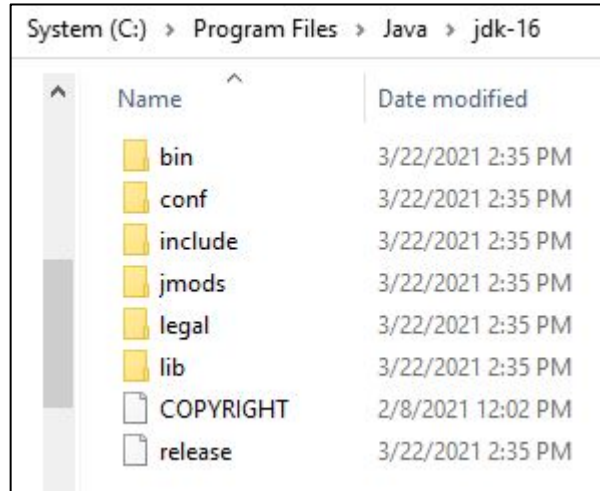 System (C:) > Program Files > Java > jdk-16
Name Date modified
bin 3/22/2021 2:35 PM
conf 3/22/2021 2:35 PM
include 3/22/2021 2:35 PM
jmods 3/22/2021 2:35 PM
legal 3/22/2021 2:35 PM
lib 3/22/2021 2:35 PM
COPYRIGHT 2/8/2021 12:02 PM
release 3/22/2021 2:35 PM